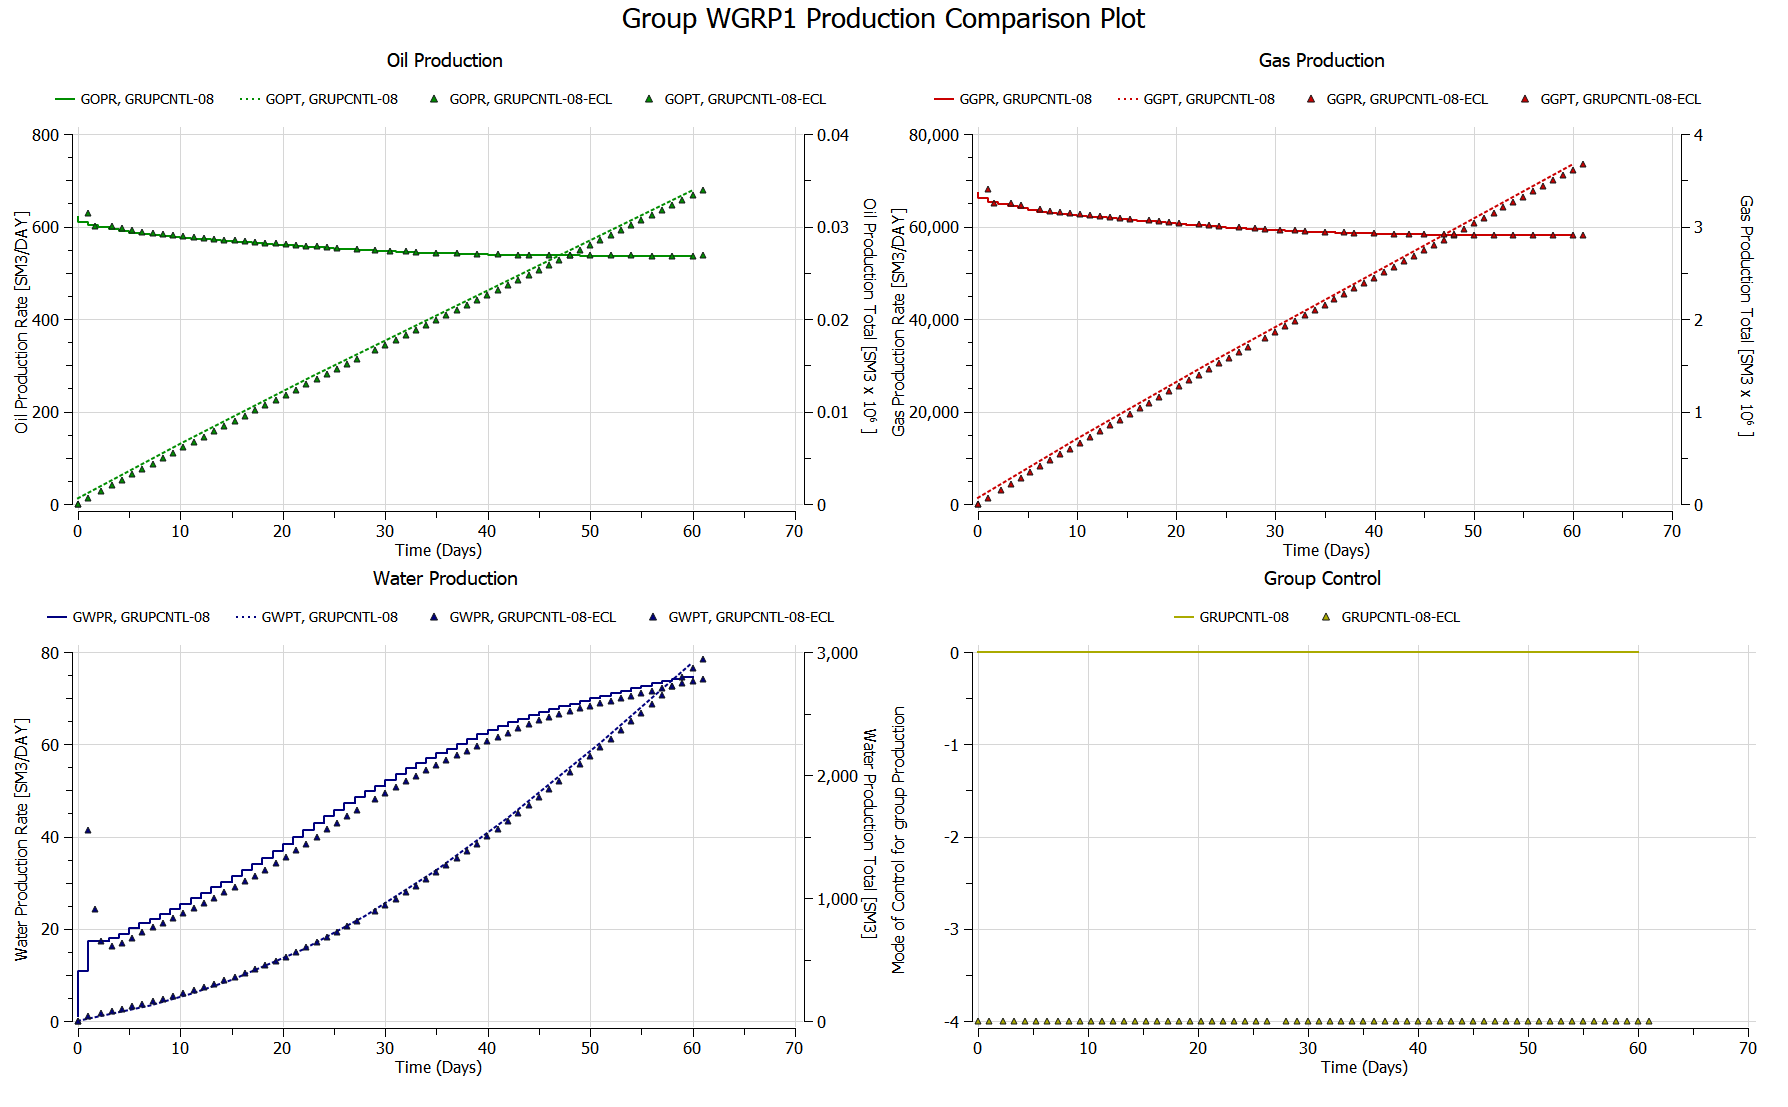 Group WGRP1 Production Comparison Plot
Oil Production
GOPR, GRUPCNTL-08 GOPT, GRUPCNTL-08 GOPR, GRUPCNTL-08-ECL GOPT, GRUPCNTL-08-ECL
800
600
400
200
0
Oil Production Rate [SM3/DAY]
0.04
0.03
0.02
0.01
0
Oil Production Total [SM3 x 10⁶ ]
0 10 20 30 40 50 60 70
Time (Days)
Gas Production
GGPR, GRUPCNTL-08 GGPT, GRUPCNTL-08 GGPR, GRUPCNTL-08-ECL GGPT, GRUPCNTL-08-ECL
80,000
60,000
40,000
20,000
0
Gas Production Rate [SM3/DAY]
4
3
2
1
0
Gas Production Total [SM3 x 10⁶ ]
0 10 20 30 40 50 60 70
Time (Days)
Water Production
GWPR, GRUPCNTL-08 GWPT, GRUPCNTL-08 GWPR, GRUPCNTL-08-ECL GWPT, GRUPCNTL-08-ECL
80
60
40
20
0
Water Production Rate [SM3/DAY]
3,000
2,000
1,000
0
Water Production Total [SM3]
0 10 20 30 40 50 60 70
Time (Days)
Group Control
GRUPCNTL-08 GRUPCNTL-08-ECL
0
-1
-2
-3
-4
Mode of Control for group Production
0 10 20 30 40 50 60 70
Time (Days)